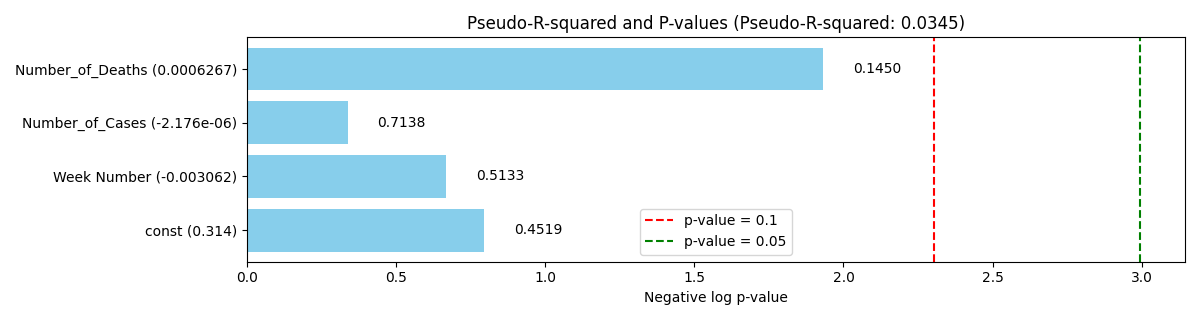 Pseudo-R-squared and P-values (Pseudo-R-squared: 0.0345)
Number_of_Deaths (0.0006267)
0.1450
Number_of_Cases (-2.176e-06)
0.7138
Week Number (-0.003062)
0.5133
const (0.314)
0.4519
p-value = 0.1
p-value = 0.05
0.0 0.5 1.0 1.5 2.0 2.5 3.0
Negative log p-value